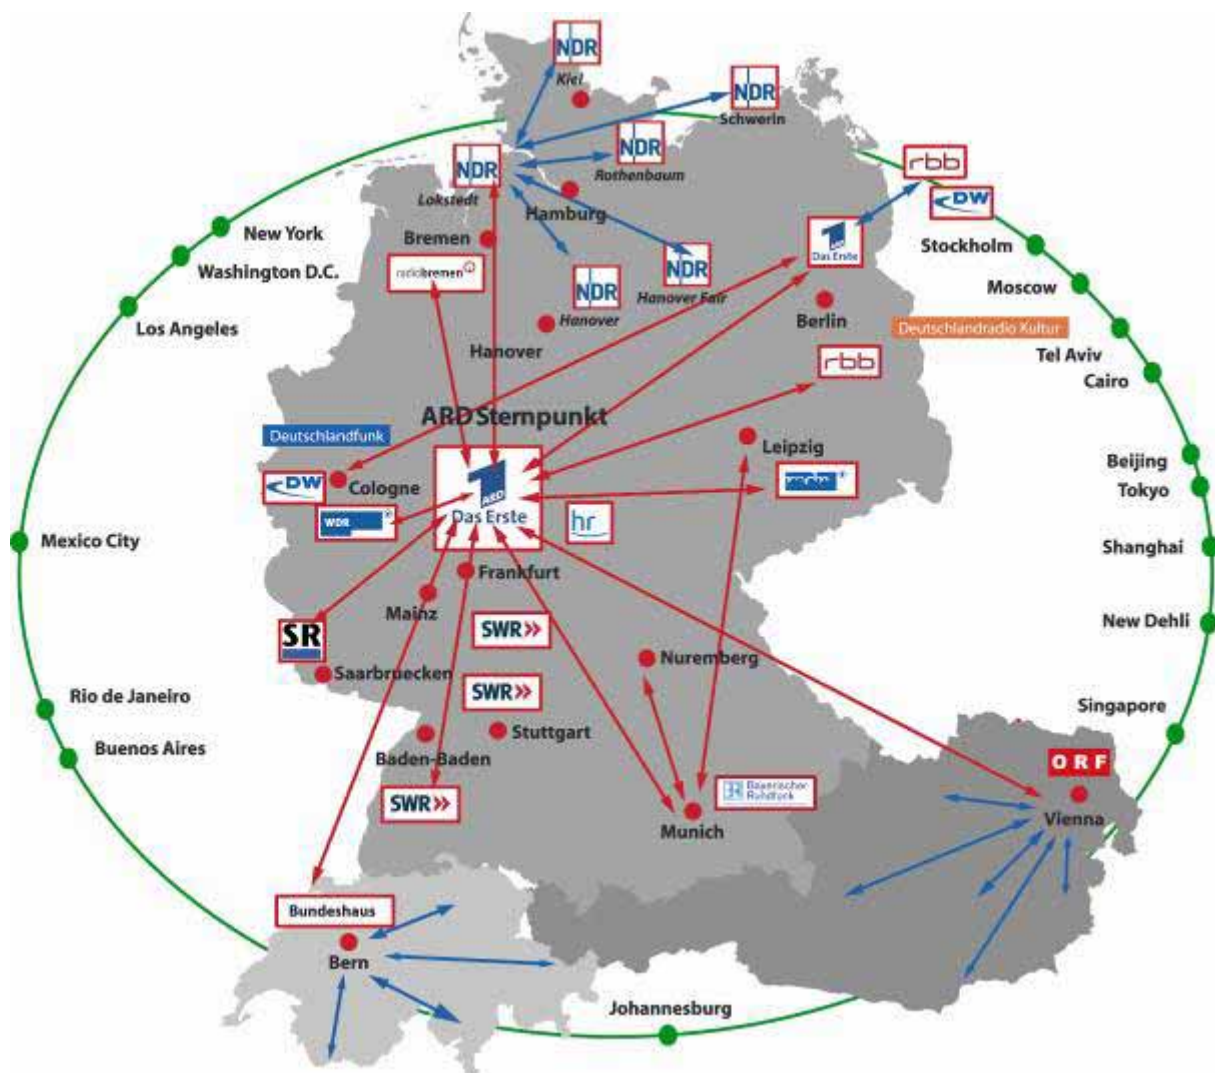 NDR
Kiel
NDR
Schwerin
NDR
Rothenbaum
NDR
Lokstedt
Hamburg
rbb
DW
Das Erste
ARD
Stockholm
New York
Washington D.C.
Los Angeles
Bremen
radiobremen
NDR
Hanover
NDR
Hanover Fair
Hanover
Berlin
Deutschlandradio Kultur
Moscow
Tel Aviv
Cairo
rbb
ARD Sternpunkt
Deutschlandfunk
DW
Cologne
WDR
ARD
Das Erste
hr
Leipzig
mdr
Beijing
Tokyo
Shanghai
New Dehli
Singapore
Mexico City
Frankfurt
Mainz
SR
Saarbruecken
SWR»
SWR»
Nuremberg
Rio de Janeiro
Buenos Aires
Baden-Baden
Stuttgart
SWR»
Bayerischer
Rundfunk
Munich
ORF
Vienna
Bundeshaus
Bern
Johannesburg